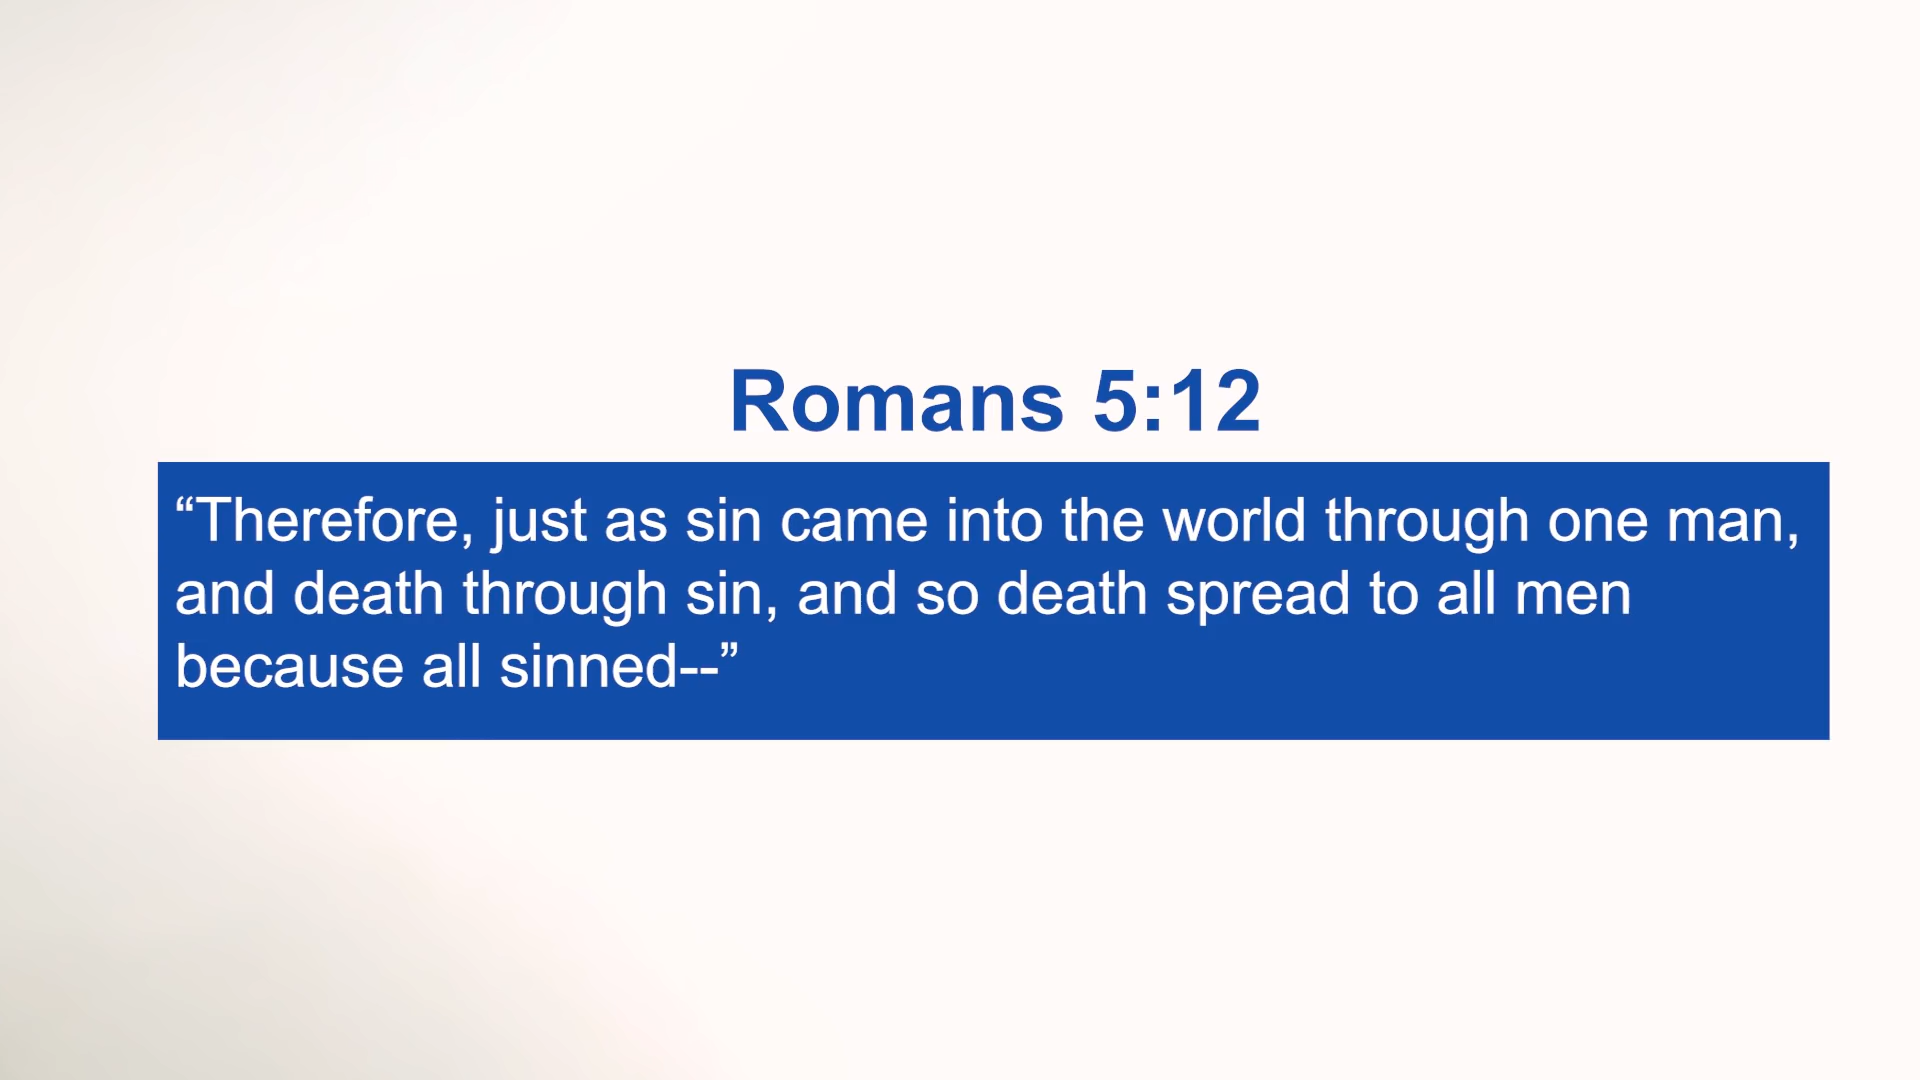 Romans 5:12
“Therefore, just as sin came into the world through one man,
and death through sin, and so death spread to all men
because all sinned--”